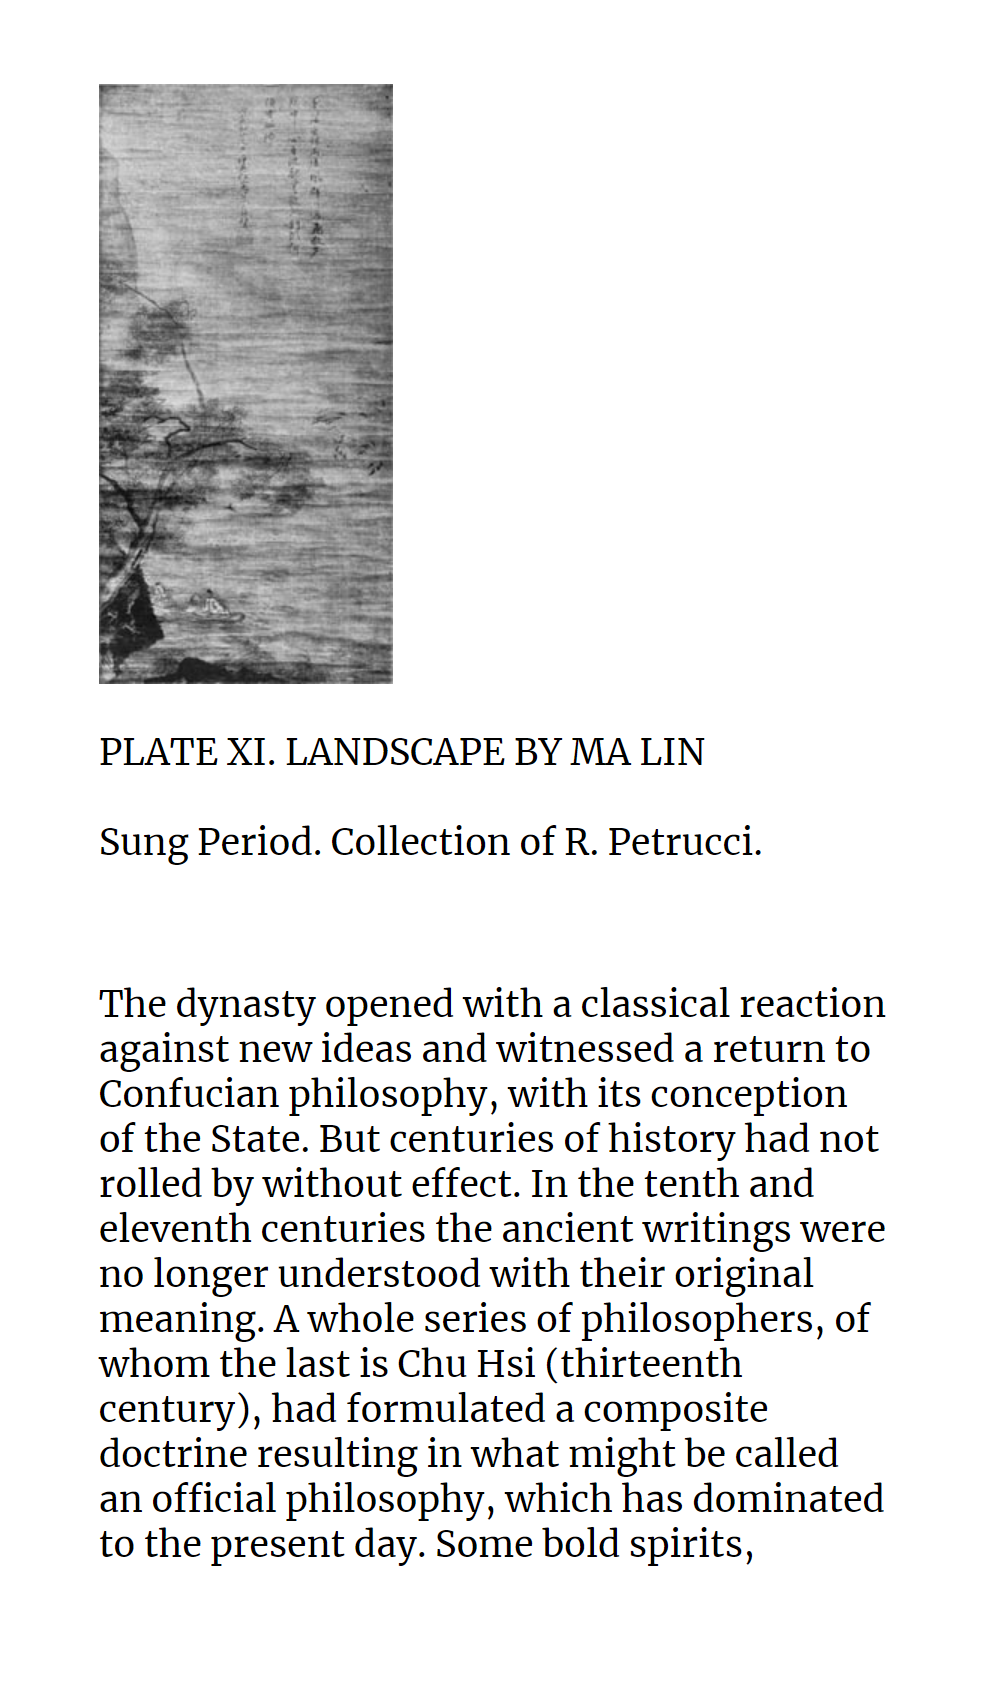 PLATE XI. LANDSCAPE BY MA LIN
Sung Period. Collection of R. Petrucci.
The dynasty opened with a classical reaction
against new ideas and witnessed a return to
Confucian philosophy, with its conception
of the State. But centuries of history had not
rolled by without effect. In the tenth and
eleventh centuries the ancient writings were
no longer understood with their original
meaning. A whole series of philosophers, of
whom the last is Chu Hsi (thirteenth
century), had formulated a composite
doctrine resulting in what might be called
an official philosophy, which has dominated
to the present day. Some bold spirits,